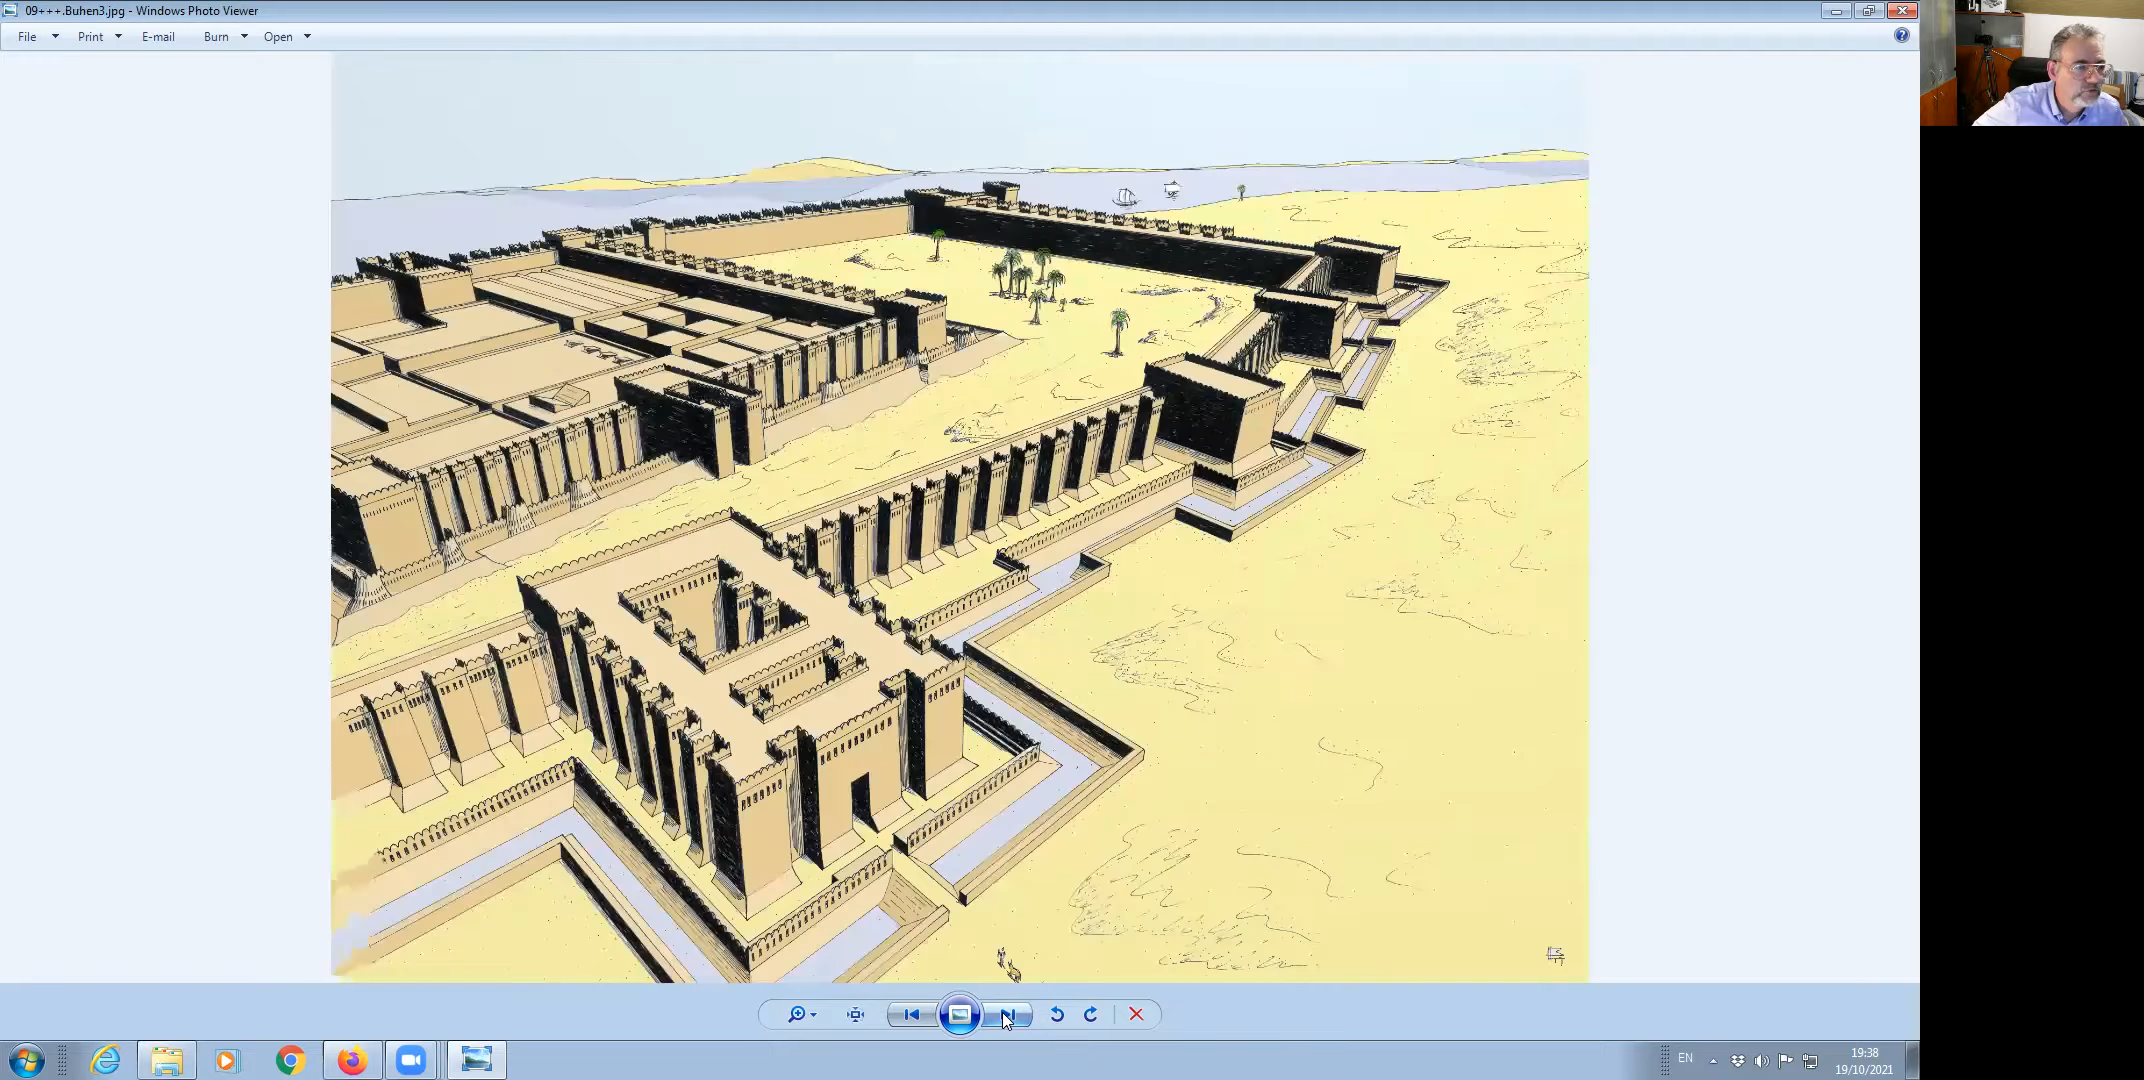 09+++.Buhen3.jpg - Windows Photo Viewer
File Print E-mail Burn Open
EN
19:38
19/10/2021